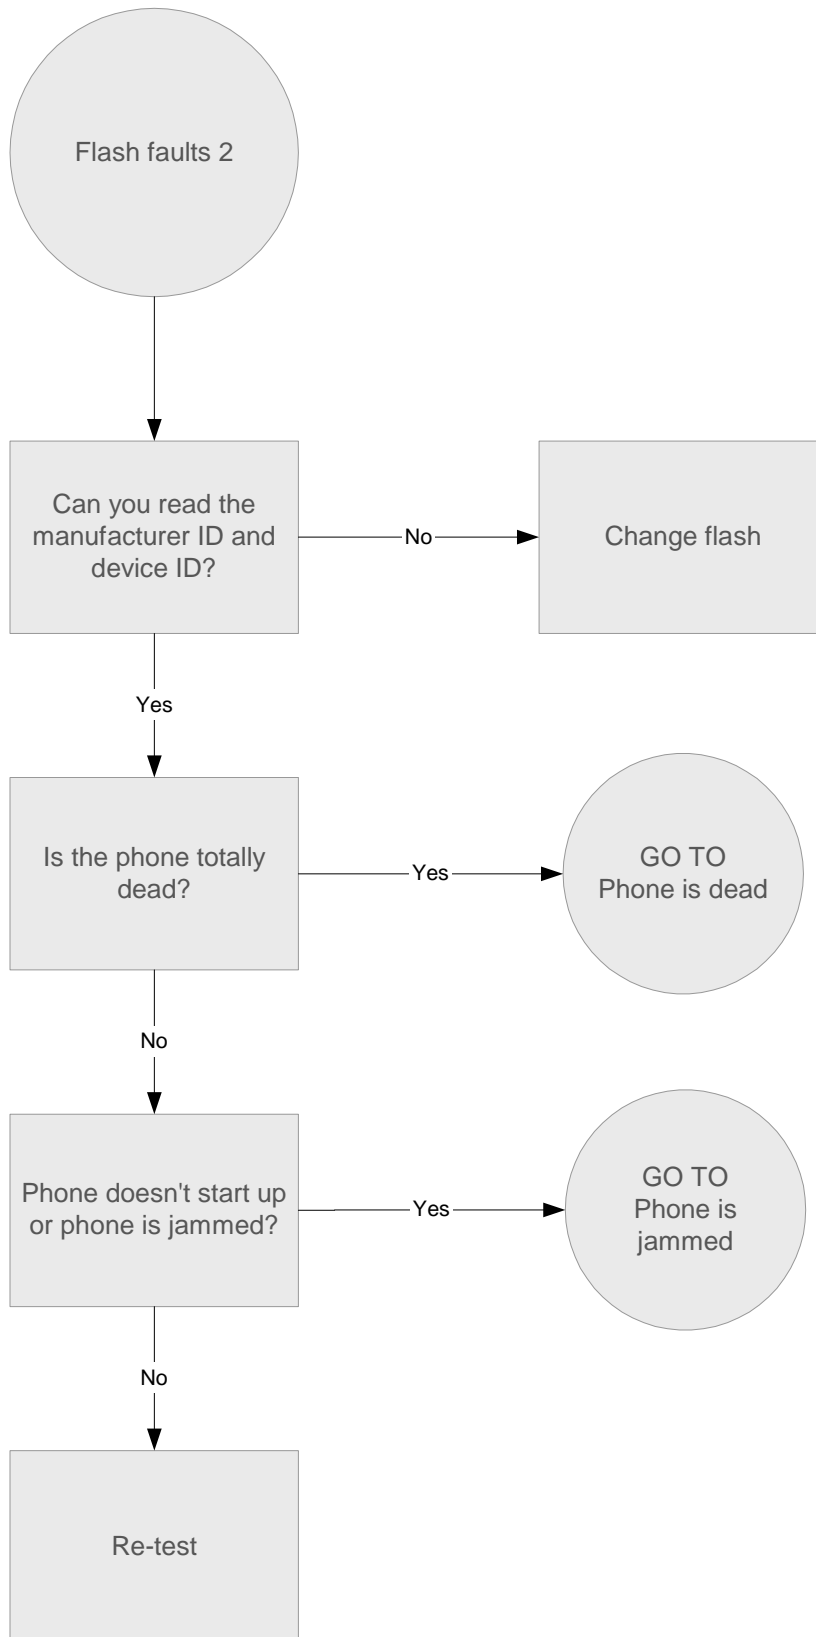 Flash faults 2
Can you read the
manufacturer ID and
device ID?
No
Change flash
Yes
Is the phone totally
dead?
Yes
GO TO
Phone is dead
No
Phone doesn't start up
or phone is jammed?
Yes
GO TO
Phone is
jammed
No
Re-test